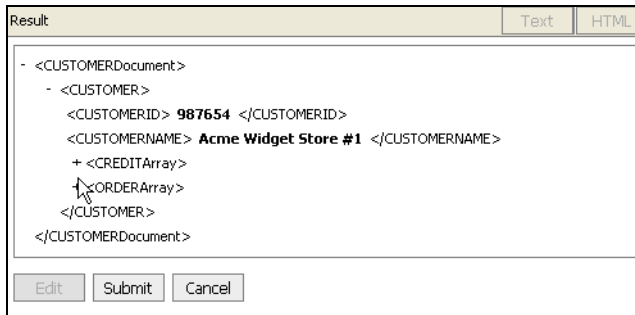 Result Text HTML
- <CUSTOMERDocument>
- <CUSTOMER>
<CUSTOMERID> 987654 </CUSTOMERID>
<CUSTOMERNAME> Acme Widget Store #1 </CUSTOMERNAME>
+ <CREDITArray>
+ <ORDERArray>
</CUSTOMER>
</CUSTOMERDocument>
Edit Submit Cancel